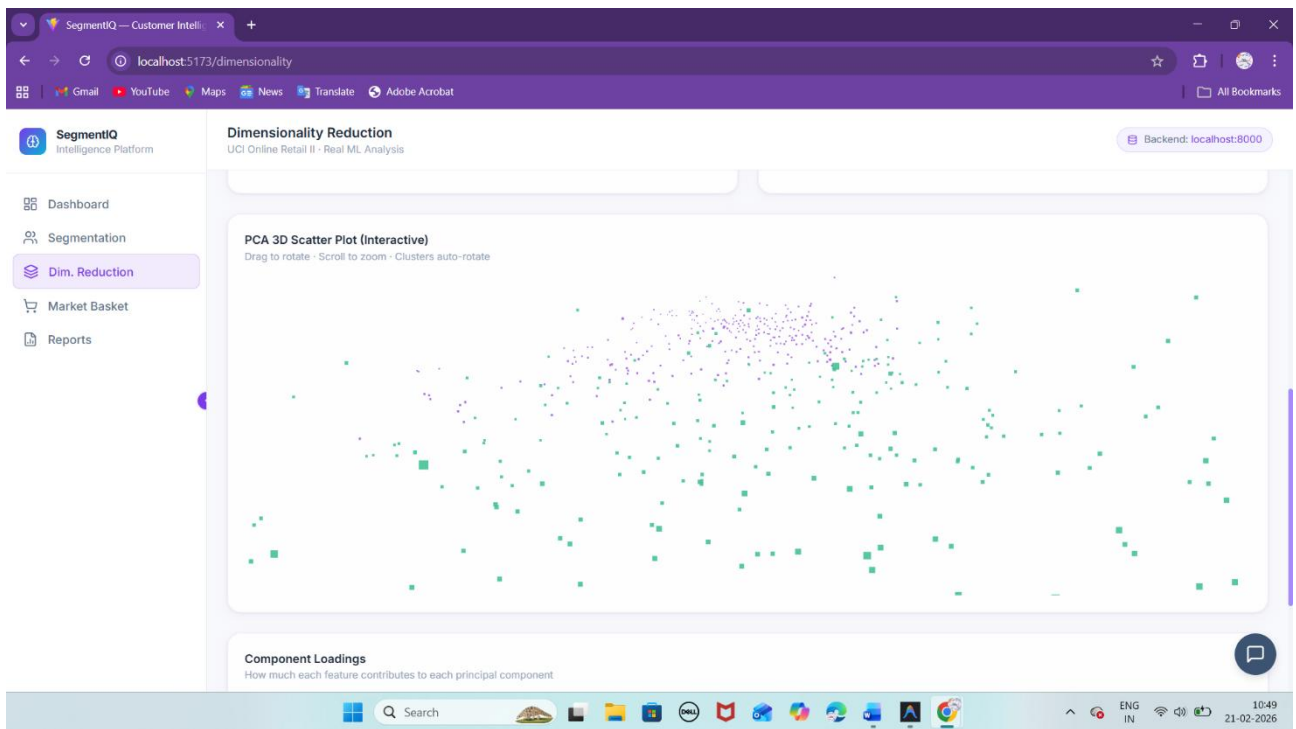 SegmentIQ — Customer Intellig
localhost:5173/dimensionality
Gmail YouTube Maps News Translate Adobe Acrobat All Bookmarks
SegmentIQ
Intelligence Platform
Dimensionality Reduction
UCI Online Retail II · Real ML Analysis
Backend: localhost:8000
Dashboard
Segmentation
Dim. Reduction
Market Basket
Reports
PCA 3D Scatter Plot (Interactive)
Drag to rotate · Scroll to zoom · Clusters auto-rotate
Component Loadings
How much each feature contributes to each principal component
Search
DELL
ENG
IN
10:49
21-02-2026